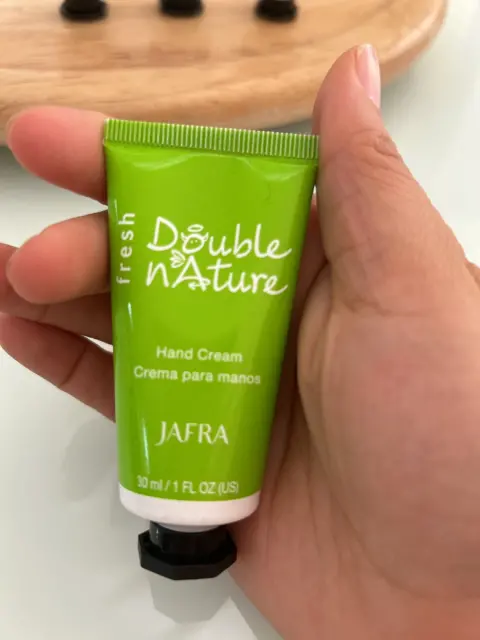 fresh
Double
nAture
Hand Cream
Crema para manos
JAFRA
30 ml / 1 FL OZ (US)